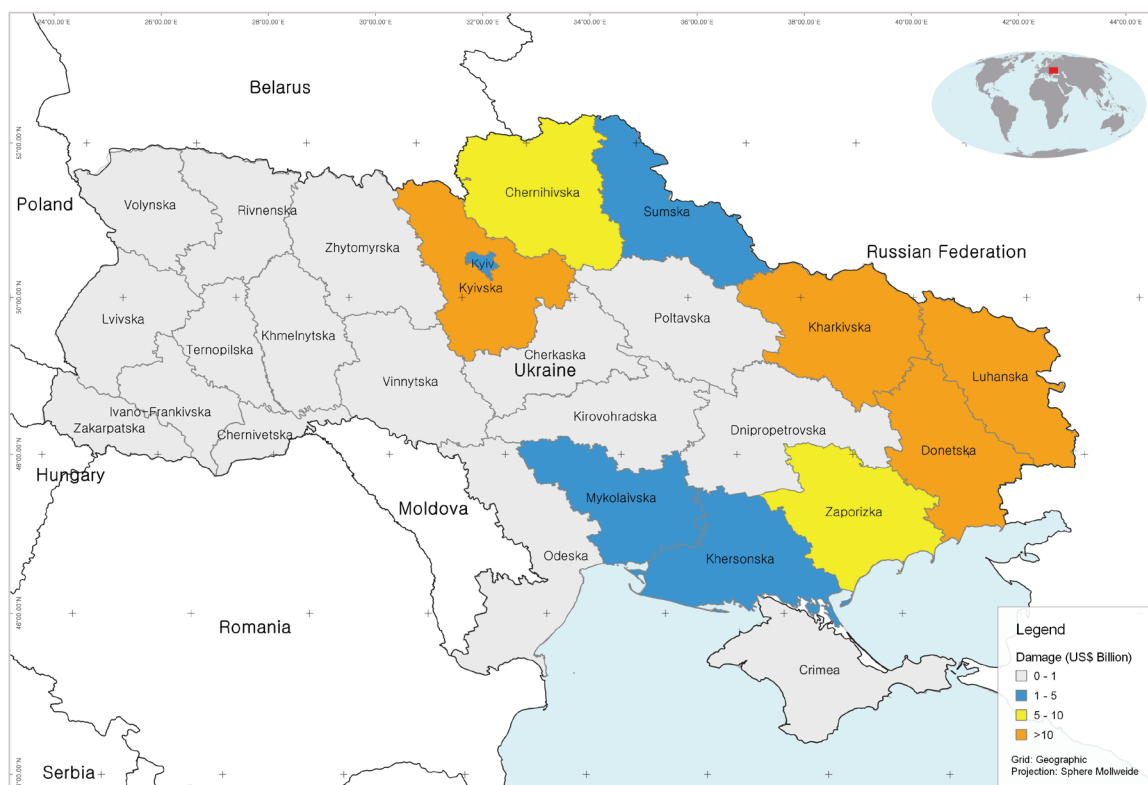 24°00.00' E
26°00.00' E
30°00.00' E
32°00.00' E
34°00.00' E
36°00.00' E
38°00.00' E
40°00.00' E
42°00.00' E
44°00.00' E
Belarus
52°00.00' N
Poland
Volynska
Rivnenska
Zhytomyrska
Chernihivska
Sumska
Russian Federation
Kyiv
Kyivska
50°00.00' N
Lvivska
Ternopilska
Khmelnytska
Vinnytska
Cherkaska
Ukraine
Poltavska
Kharkivska
Luhanska
Ivano-Frankivska
Zakarpatska
Chernivetska
Kirovohradska
Dnipropetrovska
Donetska
48°00.00' N
Hungary
Moldova
Mykolaivska
Zaporizka
Odeska
Khersonska
46°00.00' N
Romania
Crimea
Serbia
Legend
Damage (US$ Billion)
0 - 1
1 - 5
5 - 10
>10
Grid: Geographic
Projection: Sphere Mollweide